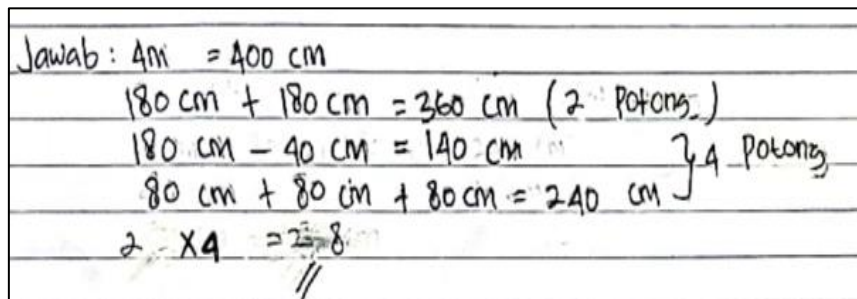 Jawab : 4m = 400 cm
180 cm + 180 cm = 360 cm (2 Potong)
180 cm - 40 cm = 140 cm
80 cm + 80 cm + 80 cm = 240 cm } 4 Potong
2 x 4 = 8